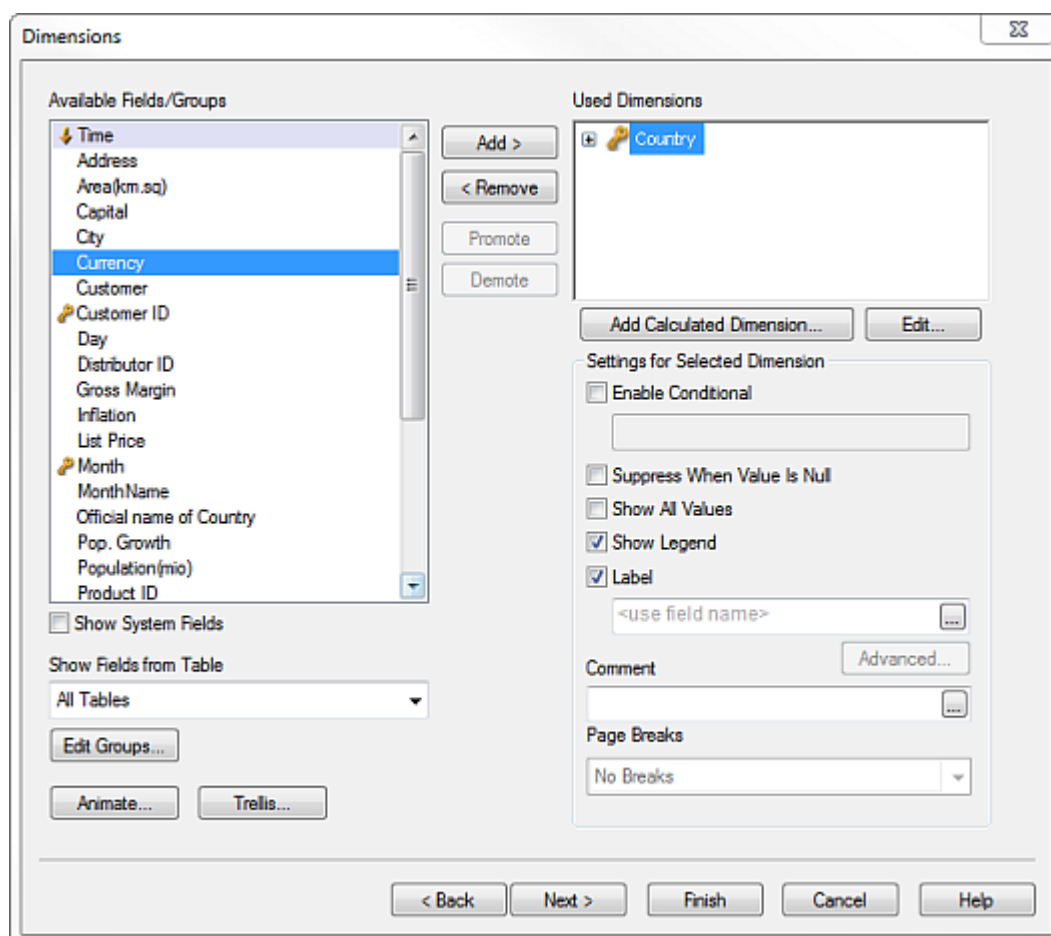 Dimensions
Available Fields/Groups
Time
Address
Area(km.sq)
Capital
City
Currency
Customer
Customer ID
Day
Distributor ID
Gross Margin
Inflation
List Price
Month
MonthName
Official name of Country
Pop. Growth
Population(mio)
Product ID
Show System Fields
Show Fields from Table
All Tables
Edit Groups...
Animate...
Trellis...
Add >
< Remove
Promote
Demote
Used Dimensions
Country
Add Calculated Dimension...
Edit...
Settings for Selected Dimension
Enable Conditional
Suppress When Value Is Null
Show All Values
Show Legend
Label
<use field name>
...
Advanced...
Comment
...
Page Breaks
No Breaks
< Back
Next >
Finish
Cancel
Help